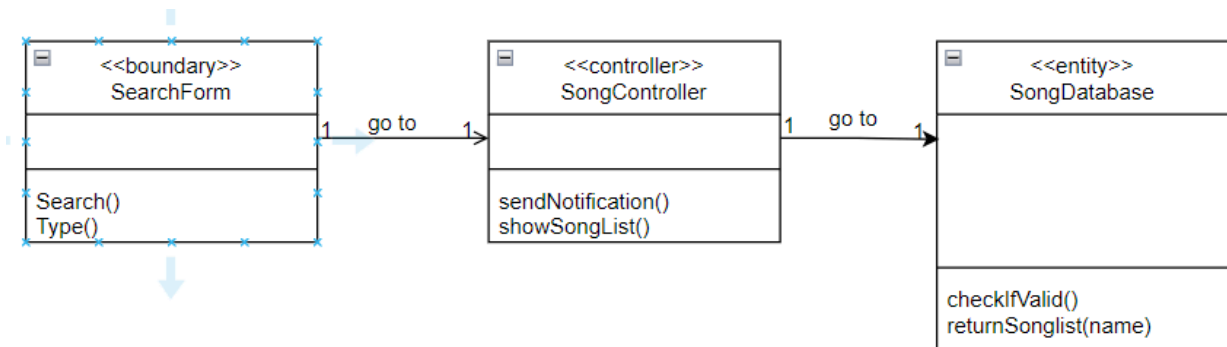 <<boundary>>
SearchForm
Search()
Type()
1 go to 1
<<controller>>
SongController
sendNotification()
showSongList()
1 go to 1
<<entity>>
SongDatabase
checkIfValid()
returnSonglist(name)